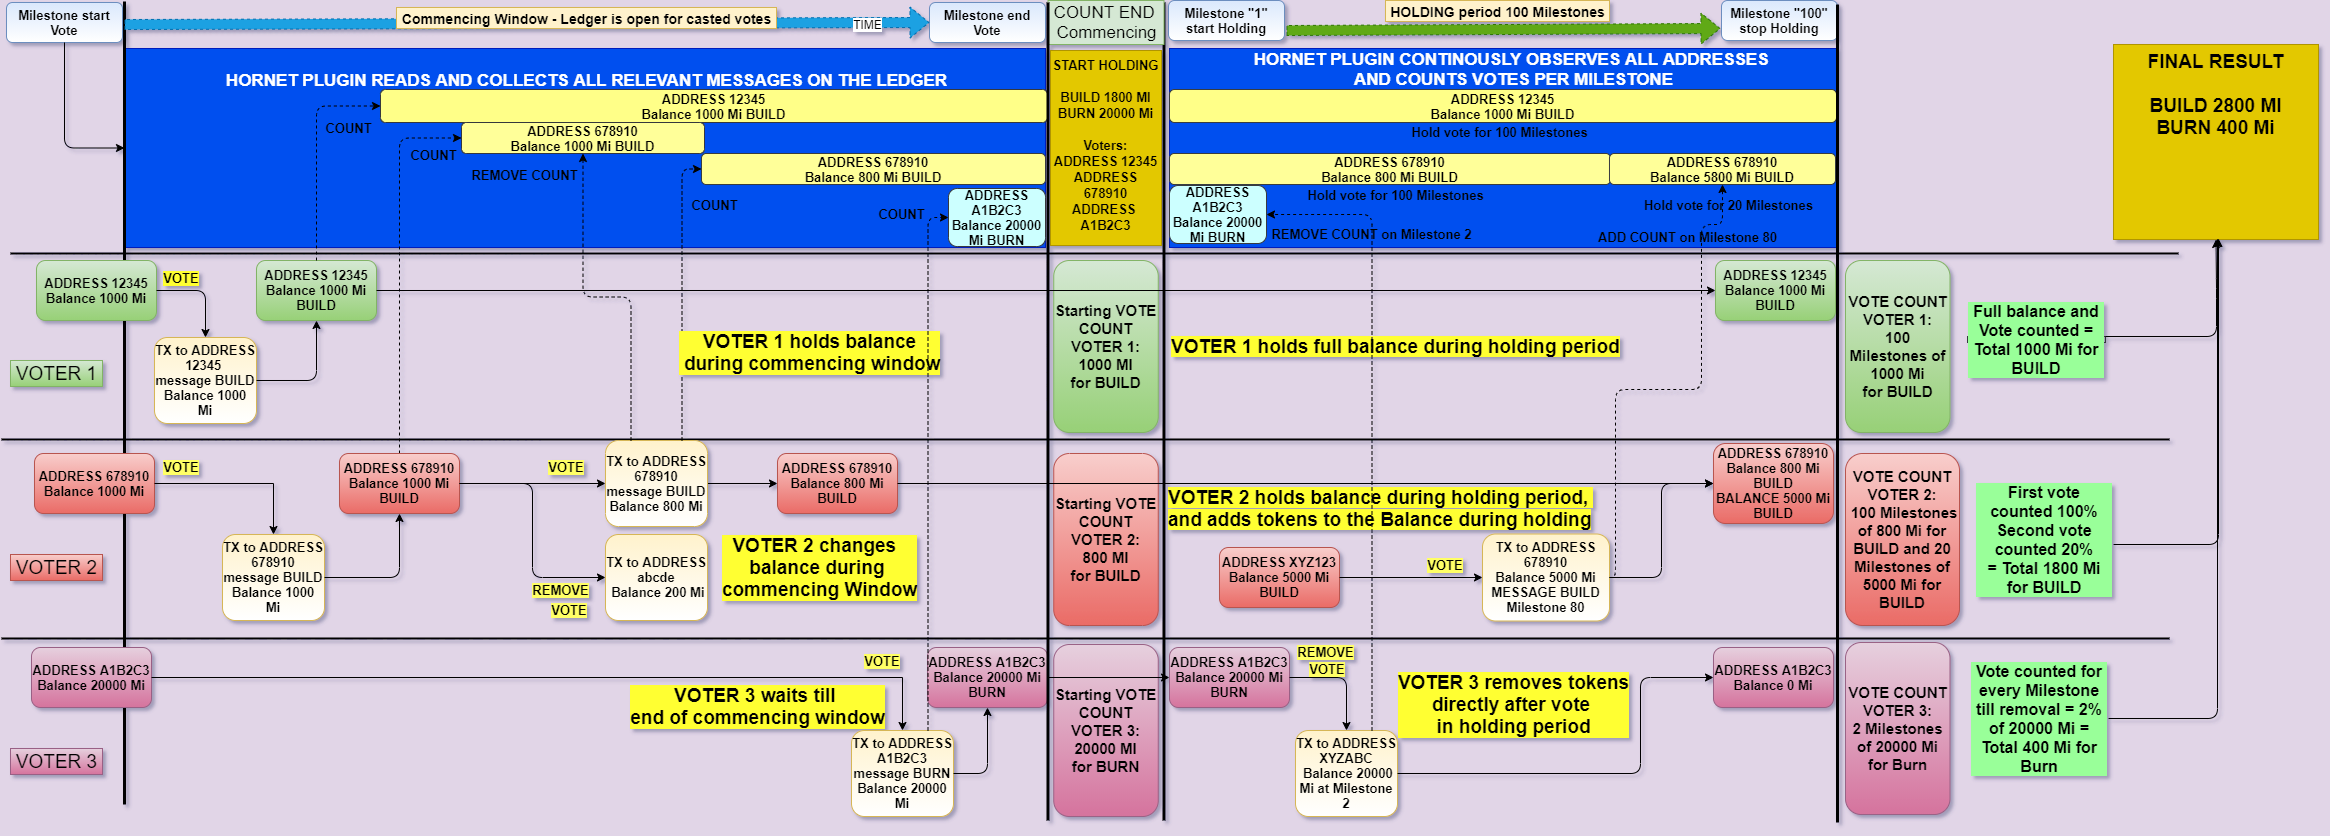 Milestone start
Vote
Commencing Window - Ledger is open for casted votes
TIME
Milestone end
Vote
COUNT END
Commencing
Milestone "1"
start Holding
HOLDING period 100 Milestones
Milestone "100"
stop Holding
HORNET PLUGIN READS AND COLLECTS ALL RELEVANT MESSAGES ON THE LEDGER
ADDRESS 12345
Balance 1000 Mi BUILD
COUNT
ADDRESS 678910
Balance 1000 Mi BUILD
COUNT
REMOVE COUNT
ADDRESS 678910
Balance 800 Mi BUILD
COUNT
COUNT
ADDRESS
A1B2C3
Balance 20000
Mi BURN
START HOLDING
BUILD 1800 MI
BURN 20000 Mi
Voters:
ADDRESS 12345
ADDRESS
678910
ADDRESS
A1B2C3
HORNET PLUGIN CONTINOUSLY OBSERVES ALL ADDRESSES
AND COUNTS VOTES PER MILESTONE
ADDRESS 12345
Balance 1000 Mi BUILD
Hold vote for 100 Milestones
ADDRESS 678910
Balance 800 Mi BUILD
ADDRESS 678910
Balance 5800 Mi BUILD
Hold vote for 100 Milestones
Hold vote for 20 Milestones
ADDRESS
A1B2C3
Balance 20000
Mi BURN
REMOVE COUNT on Milestone 2
ADD COUNT on Milestone 80
FINAL RESULT
BUILD 2800 MI
BURN 400 Mi
ADDRESS 12345
Balance 1000 Mi
VOTE
ADDRESS 12345
Balance 1000 Mi
BUILD
TX to ADDRESS
12345
message BUILD
Balance 1000
Mi
VOTER 1
VOTER 1 holds balance
during commencing window
Starting VOTE
COUNT
VOTER 1:
1000 MI
for BUILD
VOTER 1 holds full balance during holding period
ADDRESS 12345
Balance 1000 Mi
BUILD
VOTE COUNT
VOTER 1:
100
Milestones of
1000 Mi
for BUILD
Full balance and
Vote counted =
Total 1000 Mi for
BUILD
ADDRESS 678910
Balance 1000 Mi
VOTE
ADDRESS 678910
Balance 1000 Mi
BUILD
VOTE
TX to ADDRESS
678910
message BUILD
Balance 800 Mi
ADDRESS 678910
Balance 800 Mi
BUILD
TX to ADDRESS
678910
message BUILD
Balance 1000
Mi
VOTER 2
REMOVE
VOTE
TX to ADDRESS
abcde
Balance 200 Mi
VOTER 2 changes
balance during
commencing Window
Starting VOTE
COUNT
VOTER 2:
800 MI
for BUILD
VOTER 2 holds balance during holding period,
and adds tokens to the Balance during holding
ADDRESS XYZ123
Balance 5000 Mi
BUILD
VOTE
TX to ADDRESS
678910
Balance 5000 Mi
MESSAGE BUILD
Milestone 80
ADDRESS 678910
Balance 800 Mi
BUILD
BALANCE 5000 Mi
BUILD
VOTE COUNT
VOTER 2:
100 Milestones
of 800 Mi for
BUILD and 20
Milestones of
5000 Mi for
BUILD
First vote
counted 100%
Second vote
counted 20%
= Total 1800 Mi
for BUILD
ADDRESS A1B2C3
Balance 20000 Mi
VOTE
ADDRESS A1B2C3
Balance 20000 Mi
BURN
VOTER 3 waits till
end of commencing window
TX to ADDRESS
A1B2C3
message BURN
Balance 20000
Mi
VOTER 3
Starting VOTE
COUNT
VOTER 3:
20000 MI
for BURN
ADDRESS A1B2C3
Balance 20000 Mi
BURN
REMOVE
VOTE
TX to ADDRESS
XYZABC
Balance 20000
Mi at Milestone
2
VOTER 3 removes tokens
directly after vote
in holding period
ADDRESS A1B2C3
Balance 0 Mi
VOTE COUNT
VOTER 3:
2 Milestones
of 20000 Mi
for Burn
Vote counted for
every Milestone
till removal = 2%
of 20000 Mi =
Total 400 Mi for
Burn